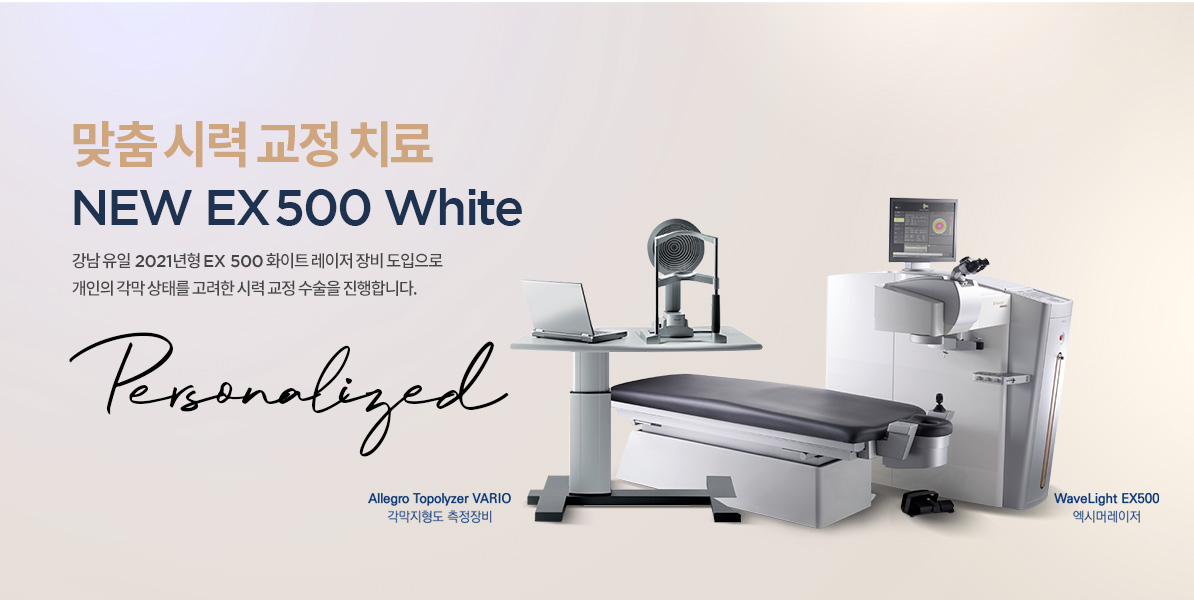 맞춤 시력 교정 치료
NEW EX500 White
강남 유일 2021년형 EX 500 화이트 레이저 장비 도입으로
개인의 각막 상태를 고려한 시력 교정 수술을 진행합니다.
Personalized
Allegro Topolyzer VARIO
각막지형도 측정장비
WaveLight EX500
엑시머레이저